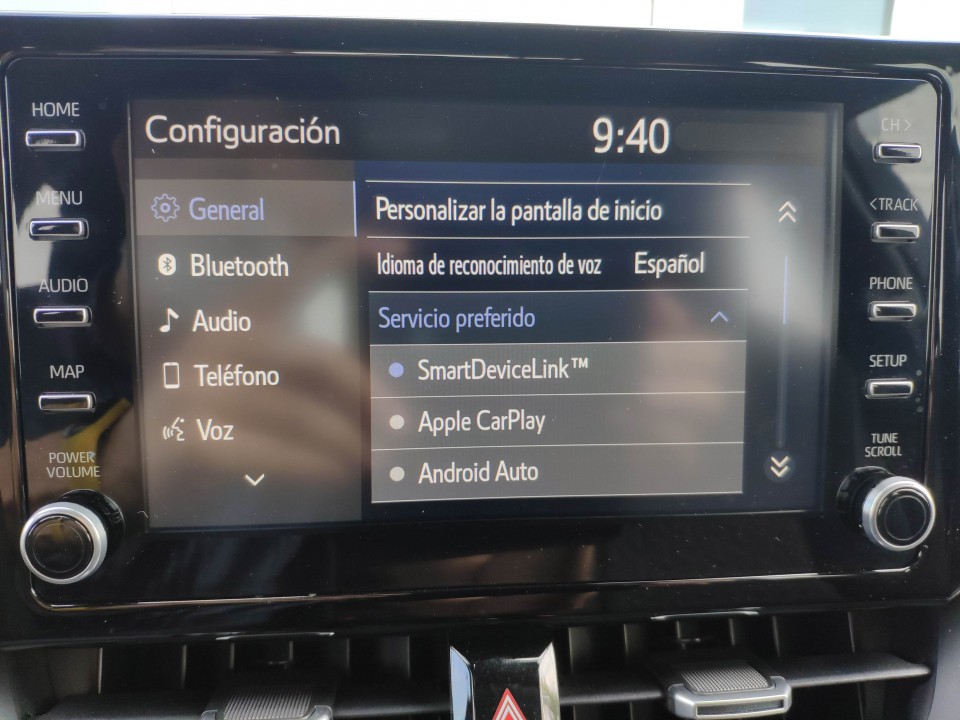 HOME
MENU
AUDIO
MAP
POWER
VOLUME
Configuración
9:40
General
Bluetooth
Audio
Teléfono
Voz
Personalizar la pantalla de inicio
Idioma de reconocimiento de voz Español
Servicio preferido
SmartDeviceLink™
Apple CarPlay
Android Auto
CH >
< TRACK
PHONE
SETUP
TUNE
SCROLL